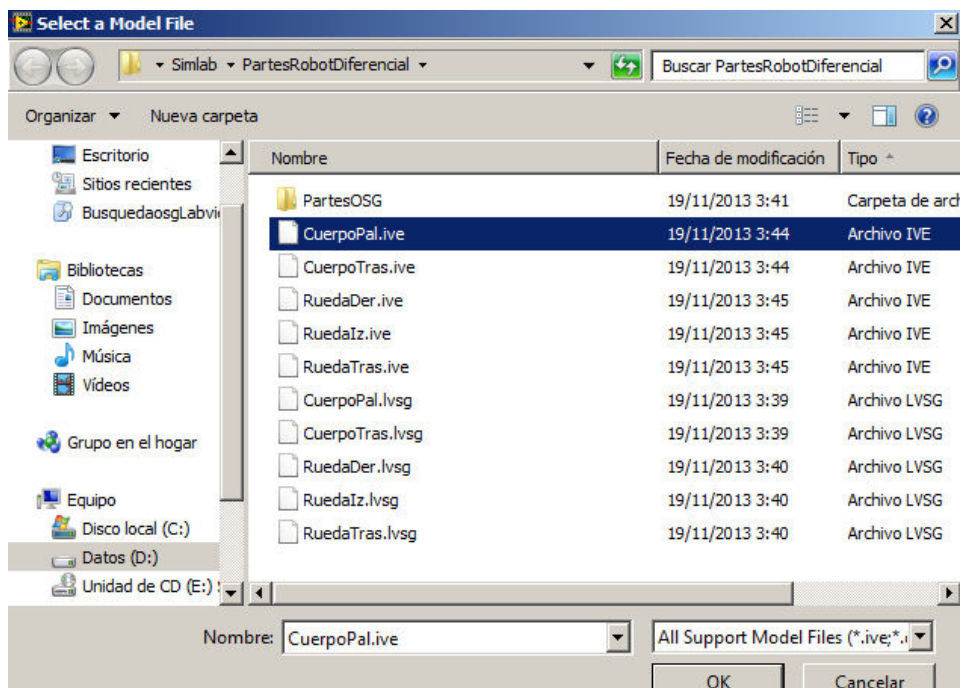 Select a Model File
Simlab PartesRobotDiferencial Buscar PartesRobotDiferencial
Organizar Nueva carpeta
Escritorio
Sitios recientes
BusquedaosgLabvi
Bibliotecas
Documentos
Imágenes
Música
Vídeos
Grupo en el hogar
Equipo
Disco local (C:)
Datos (D:)
Unidad de CD (E:)
Nombre Fecha de modificación Tipo
PartesOSG 19/11/2013 3:41 Carpeta de arch
CuerpoPal.ive 19/11/2013 3:44 Archivo IVE
CuerpoTras.ive 19/11/2013 3:44 Archivo IVE
RuedaDer.ive 19/11/2013 3:45 Archivo IVE
RuedaIz.ive 19/11/2013 3:45 Archivo IVE
RuedaTras.ive 19/11/2013 3:45 Archivo IVE
CuerpoPal.lvsg 19/11/2013 3:39 Archivo LVSG
CuerpoTras.lvsg 19/11/2013 3:39 Archivo LVSG
RuedaDer.lvsg 19/11/2013 3:40 Archivo LVSG
RuedaIz.lvsg 19/11/2013 3:40 Archivo LVSG
RuedaTras.lvsg 19/11/2013 3:40 Archivo LVSG
Nombre: CuerpoPal.ive All Support Model Files (*.ive;*.
OK Cancelar